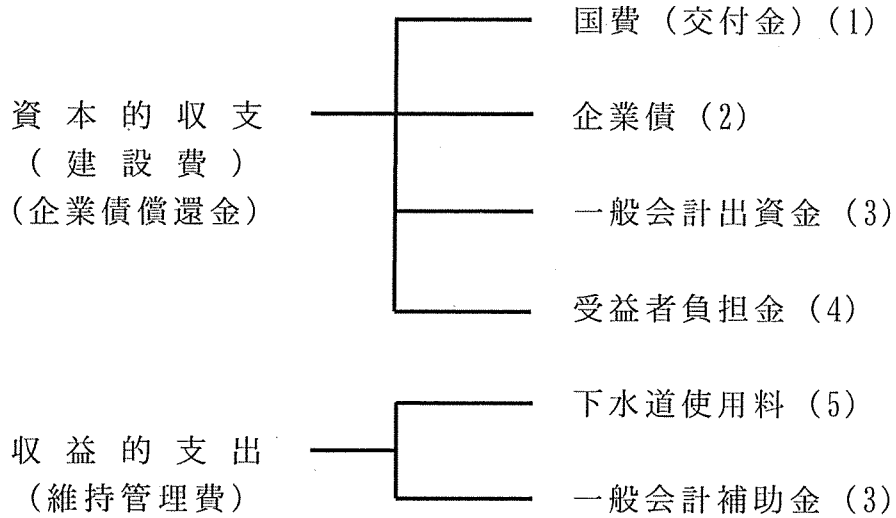 国費（交付金）(1)
資本的収支
（建設費）
（企業債償還金）
企業債 (2)
一般会計出資金 (3)
受益者負担金 (4)
収益的支出
（維持管理費）
下水道使用料 (5)
一般会計補助金 (3)